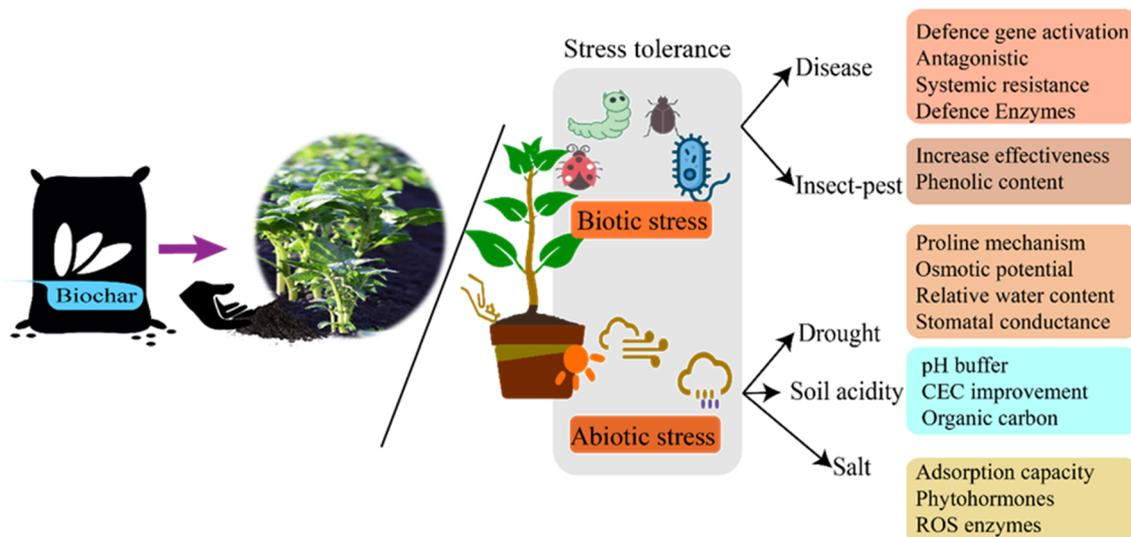 Biochar
Stress tolerance
Biotic stress
Abiotic stress
Disease
Defence gene activation
Antagonistic
Systemic resistance
Defence Enzymes
Insect-pest
Increase effectiveness
Phenolic content
Drought
Proline mechanism
Osmotic potential
Relative water content
Stomatal conductance
Soil acidity
pH buffer
CEC improvement
Organic carbon
Salt
Adsorption capacity
Phytohormones
ROS enzymes